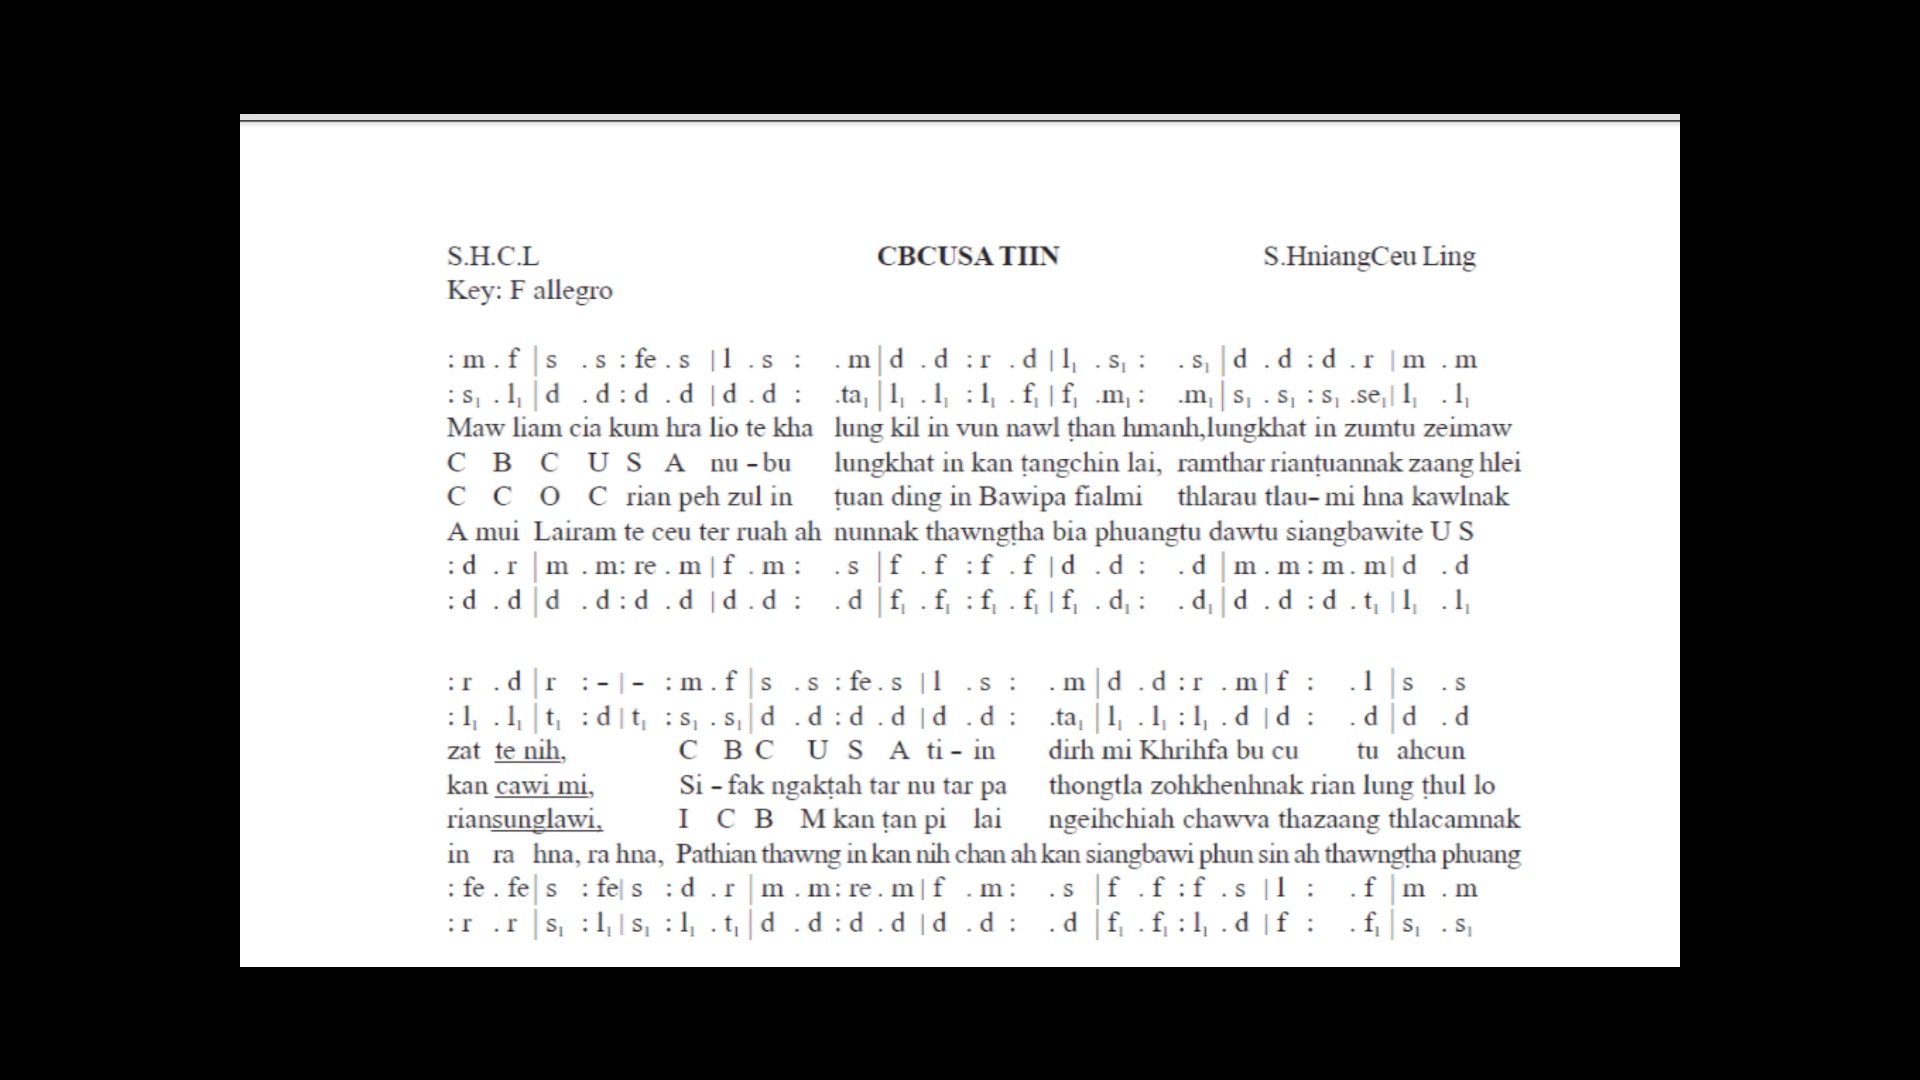 S.H.C.L CBCUSA TIIN S.HniangCeu Ling
Key: F allegro
: m . f | s . s : fe . s | l . s : . m | d . d : r . d | l₁ . s₁ : . s₁ | d . d : d . r | m . m
: s₁ . l₁ | d . d : d . d | d . d : .ta₁ | l₁ . l₁ : l₁ . f₁ | f₁ .m₁ : .m₁ | s₁ . s₁ : s₁ .se₁ | l₁ . l₁
Maw liam cia kum hra lio te kha lung kil in vun nawl ṭhan hmanh,lungkhat in zumtu zeimaw
C B C U S A nu – bu lungkhat in kan ṭangchin lai, ramthar rianṭuannak zaang hlei
C C O C rian peh zul in ṭuan ding in Bawipa fialmi thlarau tlau– mi hna kawlnak
A mui Lairam te ceu ter ruah ah nunnak thawngṭha bia phuangtu dawtu siangbawite U S
: d . r | m . m : re . m | f . m : . s | f . f : f . f | d . d : . d | m . m : m . m | d . d
: d . d | d . d : d . d | d . d : . d | f₁ . f₁ : f₁ . f₁ | f₁ . d₁ : . d₁ | d . d : d . t₁ | l₁ . l₁
: r . d | r : – | – : m . f | s . s : fe . s | l . s : . m | d . d : r . m | f : . l | s . s
: l₁ . l₁ | t₁ : d | t₁ : s₁ . s₁ | d . d : d . d | d . d : .ta₁ | l₁ . l₁ : l₁ . d | d : . d | d . d
zat te nih, C B C U S A ti – in dirh mi Khrihfa bu cu tu ahcun
kan cawi mi, Si – fak ngakṭah tar nu tar pa thongtla zohkhenhnak rian lung ṭhul lo
riansunglawi, I C B M kan ṭan pi lai ngeihchiah chawva thazaang thlacamnak
in ra hna, ra hna, Pathian thawng in kan nih chan ah kan siangbawi phun sin ah thawngṭha phuang
: fe . fe | s : fe | s : d . r | m . m : re . m | f . m : . s | f . f : f . s | l : . f | m . m
: r . r | s₁ : l₁ | s₁ : l₁ . t₁ | d . d : d . d | d . d : . d | f₁ . f₁ : l₁ . d | f : . f₁ | s₁ . s₁